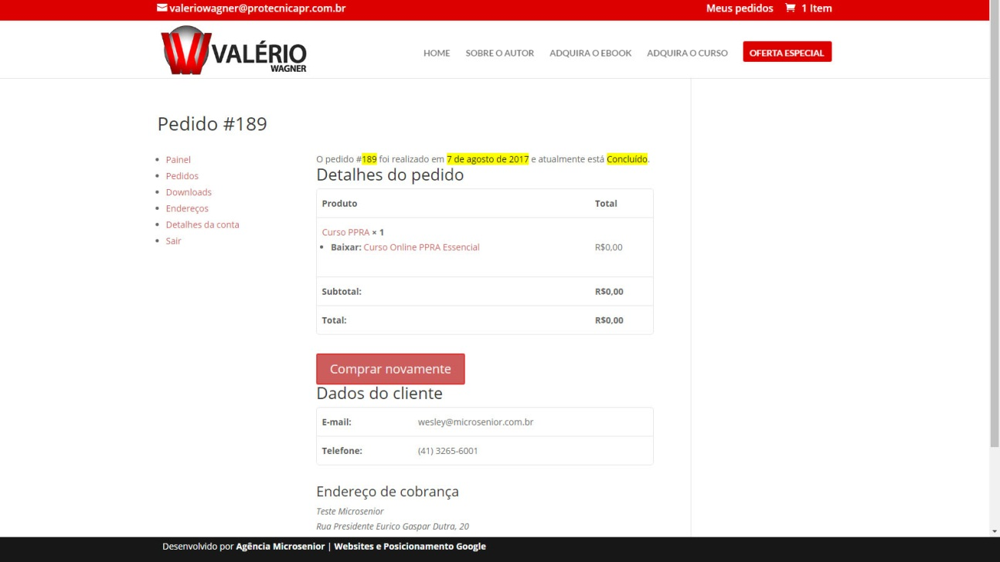 valeriowagner@protecnicapr.com.br
Meus pedidos 1 Item
VALÉRIO
WAGNER
HOME SOBRE O AUTOR ADQUIRA O EBOOK ADQUIRA O CURSO OFERTA ESPECIAL
Pedido #189
Painel
Pedidos
Downloads
Endereços
Detalhes da conta
Sair
O pedido #189 foi realizado em 7 de agosto de 2017 e atualmente está Concluído.
Detalhes do pedido
Produto Total
Curso PPRA × 1
Baixar: Curso Online PPRA Essencial R$0,00
Subtotal: R$0,00
Total: R$0,00
Comprar novamente
Dados do cliente
E-mail: wesley@microsenior.com.br
Telefone: (41) 3265-6001
Endereço de cobrança
Teste Microsenior
Rua Presidente Eurico Gaspar Dutra, 20
Desenvolvido por Agência Microsenior | Websites e Posicionamento Google